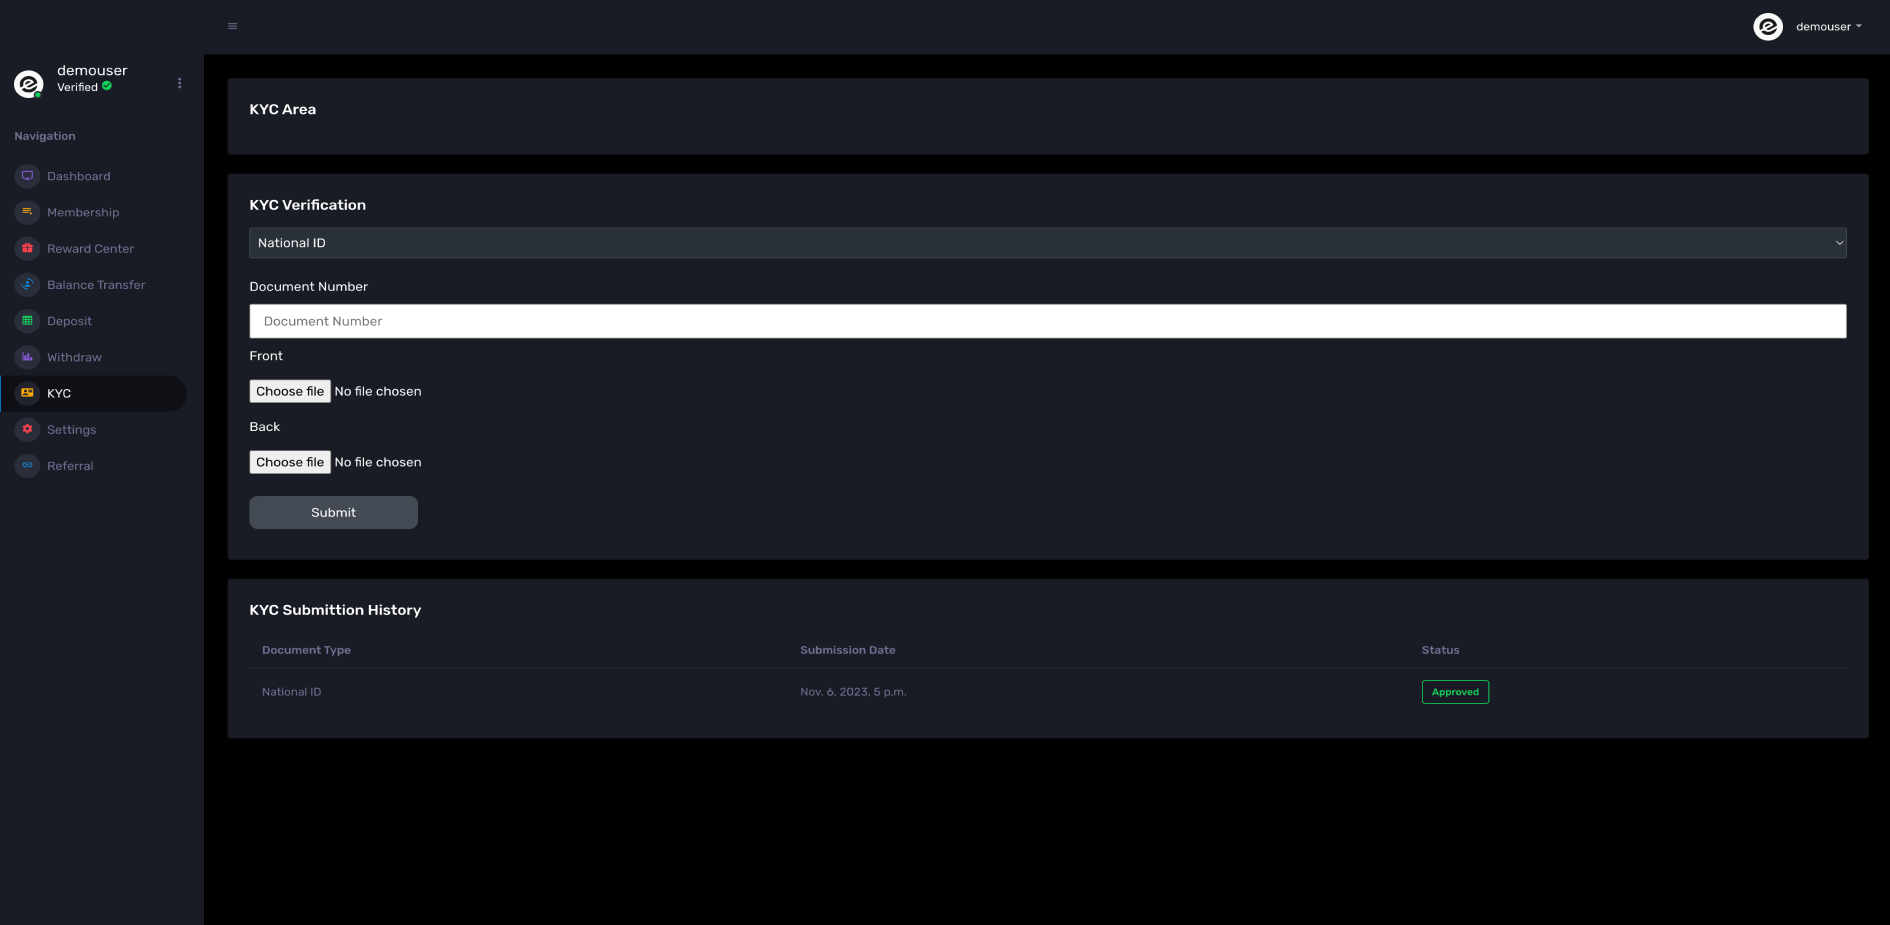 demouser
demouser
Verified
Navigation
Dashboard
Membership
Reward Center
Balance Transfer
Deposit
Withdraw
KYC
Settings
Referral
KYC Area
KYC Verification
National ID
Document Number
Document Number
Front
Choose file No file chosen
Back
Choose file No file chosen
Submit
KYC Submittion History
Document Type Submission Date Status
National ID Nov. 6, 2023, 5 p.m. Approved